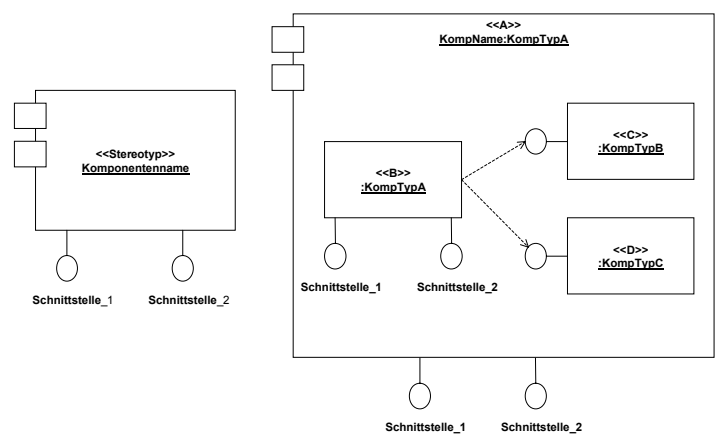 <<Stereotyp>>
Komponentenname
Schnittstelle_1
Schnittstelle_2
<<A>>
KompName:KompTypA
<<B>>
:KompTypA
Schnittstelle_1
Schnittstelle_2
<<C>>
:KompTypB
<<D>>
:KompTypC
Schnittstelle_1
Schnittstelle_2